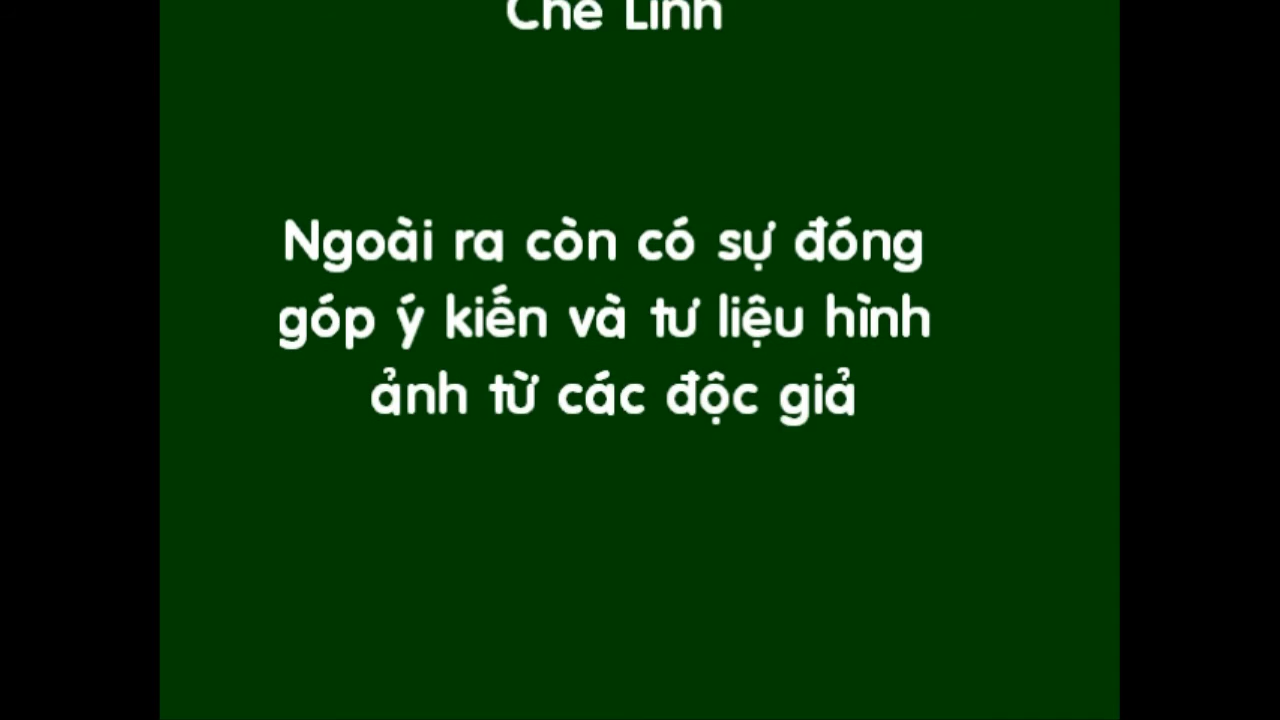 Linh
Ngoài ra còn có sự đóng
góp ý kiến và tư liệu hình
ảnh từ các độc giả